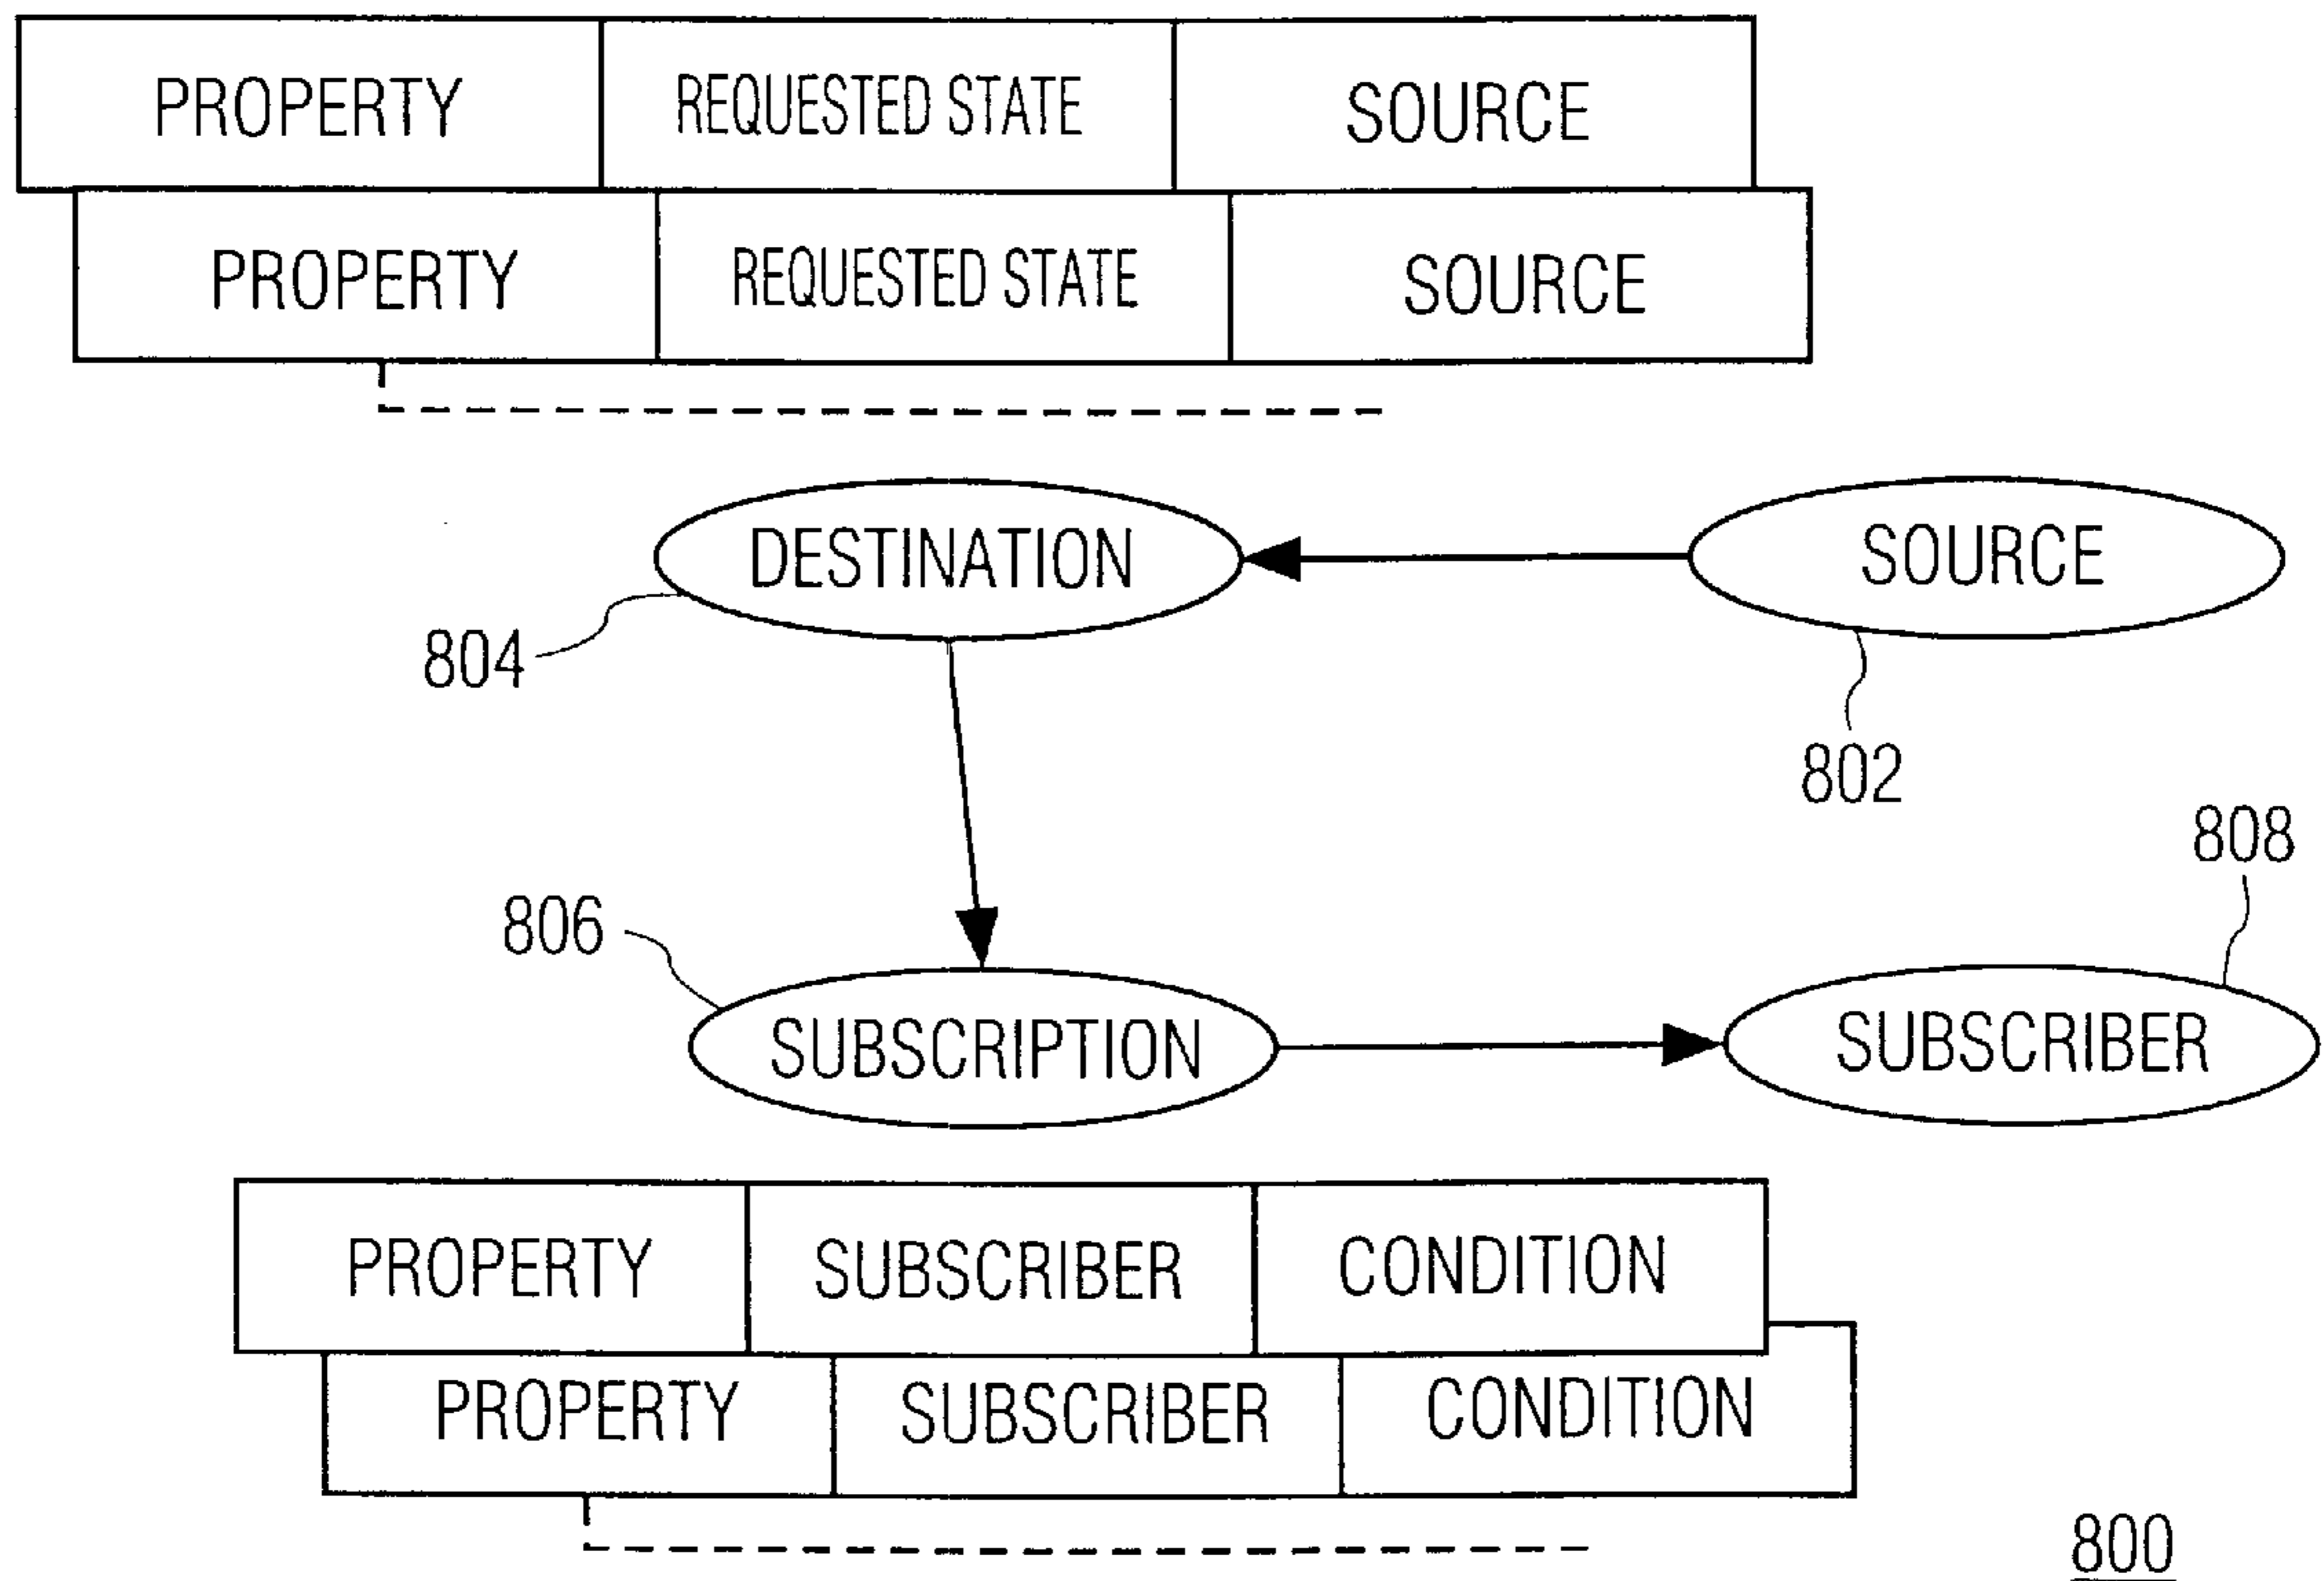 PROPERTY REQUESTED STATE SOURCE
PROPERTY REQUESTED STATE SOURCE
DESTINATION SOURCE
804
802
808
806
SUBSCRIPTION SUBSCRIBER
PROPERTY SUBSCRIBER CONDITION
PROPERTY SUBSCRIBER CONDITION
800